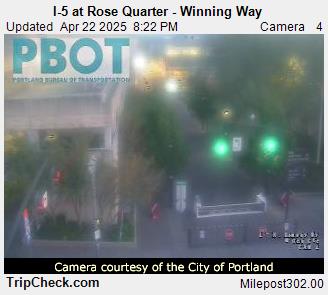 I-5 at Rose Quarter - Winning Way
Updated Apr 22 2025 8:22 PM Camera 4
PBOT
PORTLAND BUREAU OF TRANSPORTATION
Camera courtesy of the City of Portland
TripCheck.com Milepost302.00